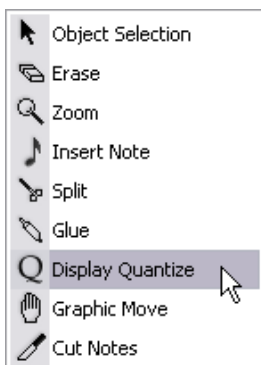 Object Selection
Erase
Zoom
Insert Note
Split
Glue
Q Display Quantize
Graphic Move
Cut Notes